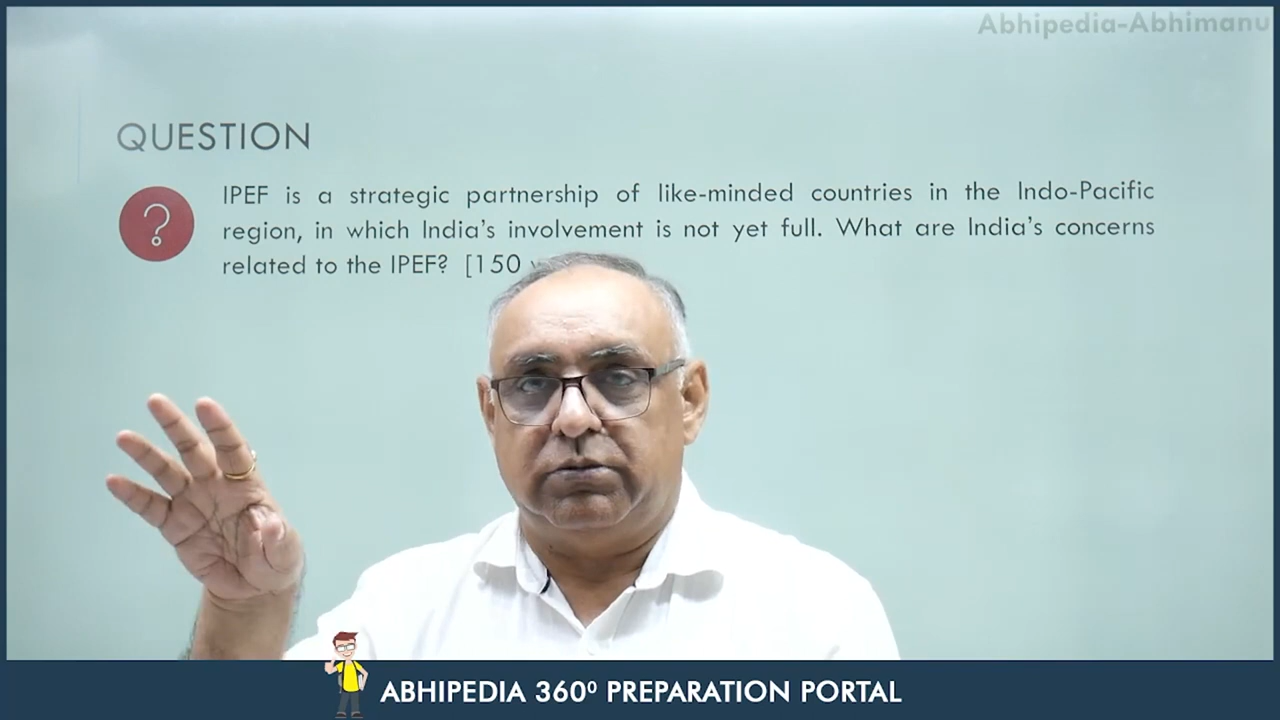 Abhipedia-Abhimanu
QUESTION
?
IPEF is a strategic partnership of like-minded countries in the Indo-Pacific
region, in which India's involvement is not yet full. What are India's concerns
related to the IPEF? [150
ABHIPEDIA 360⁰ PREPARATION PORTAL